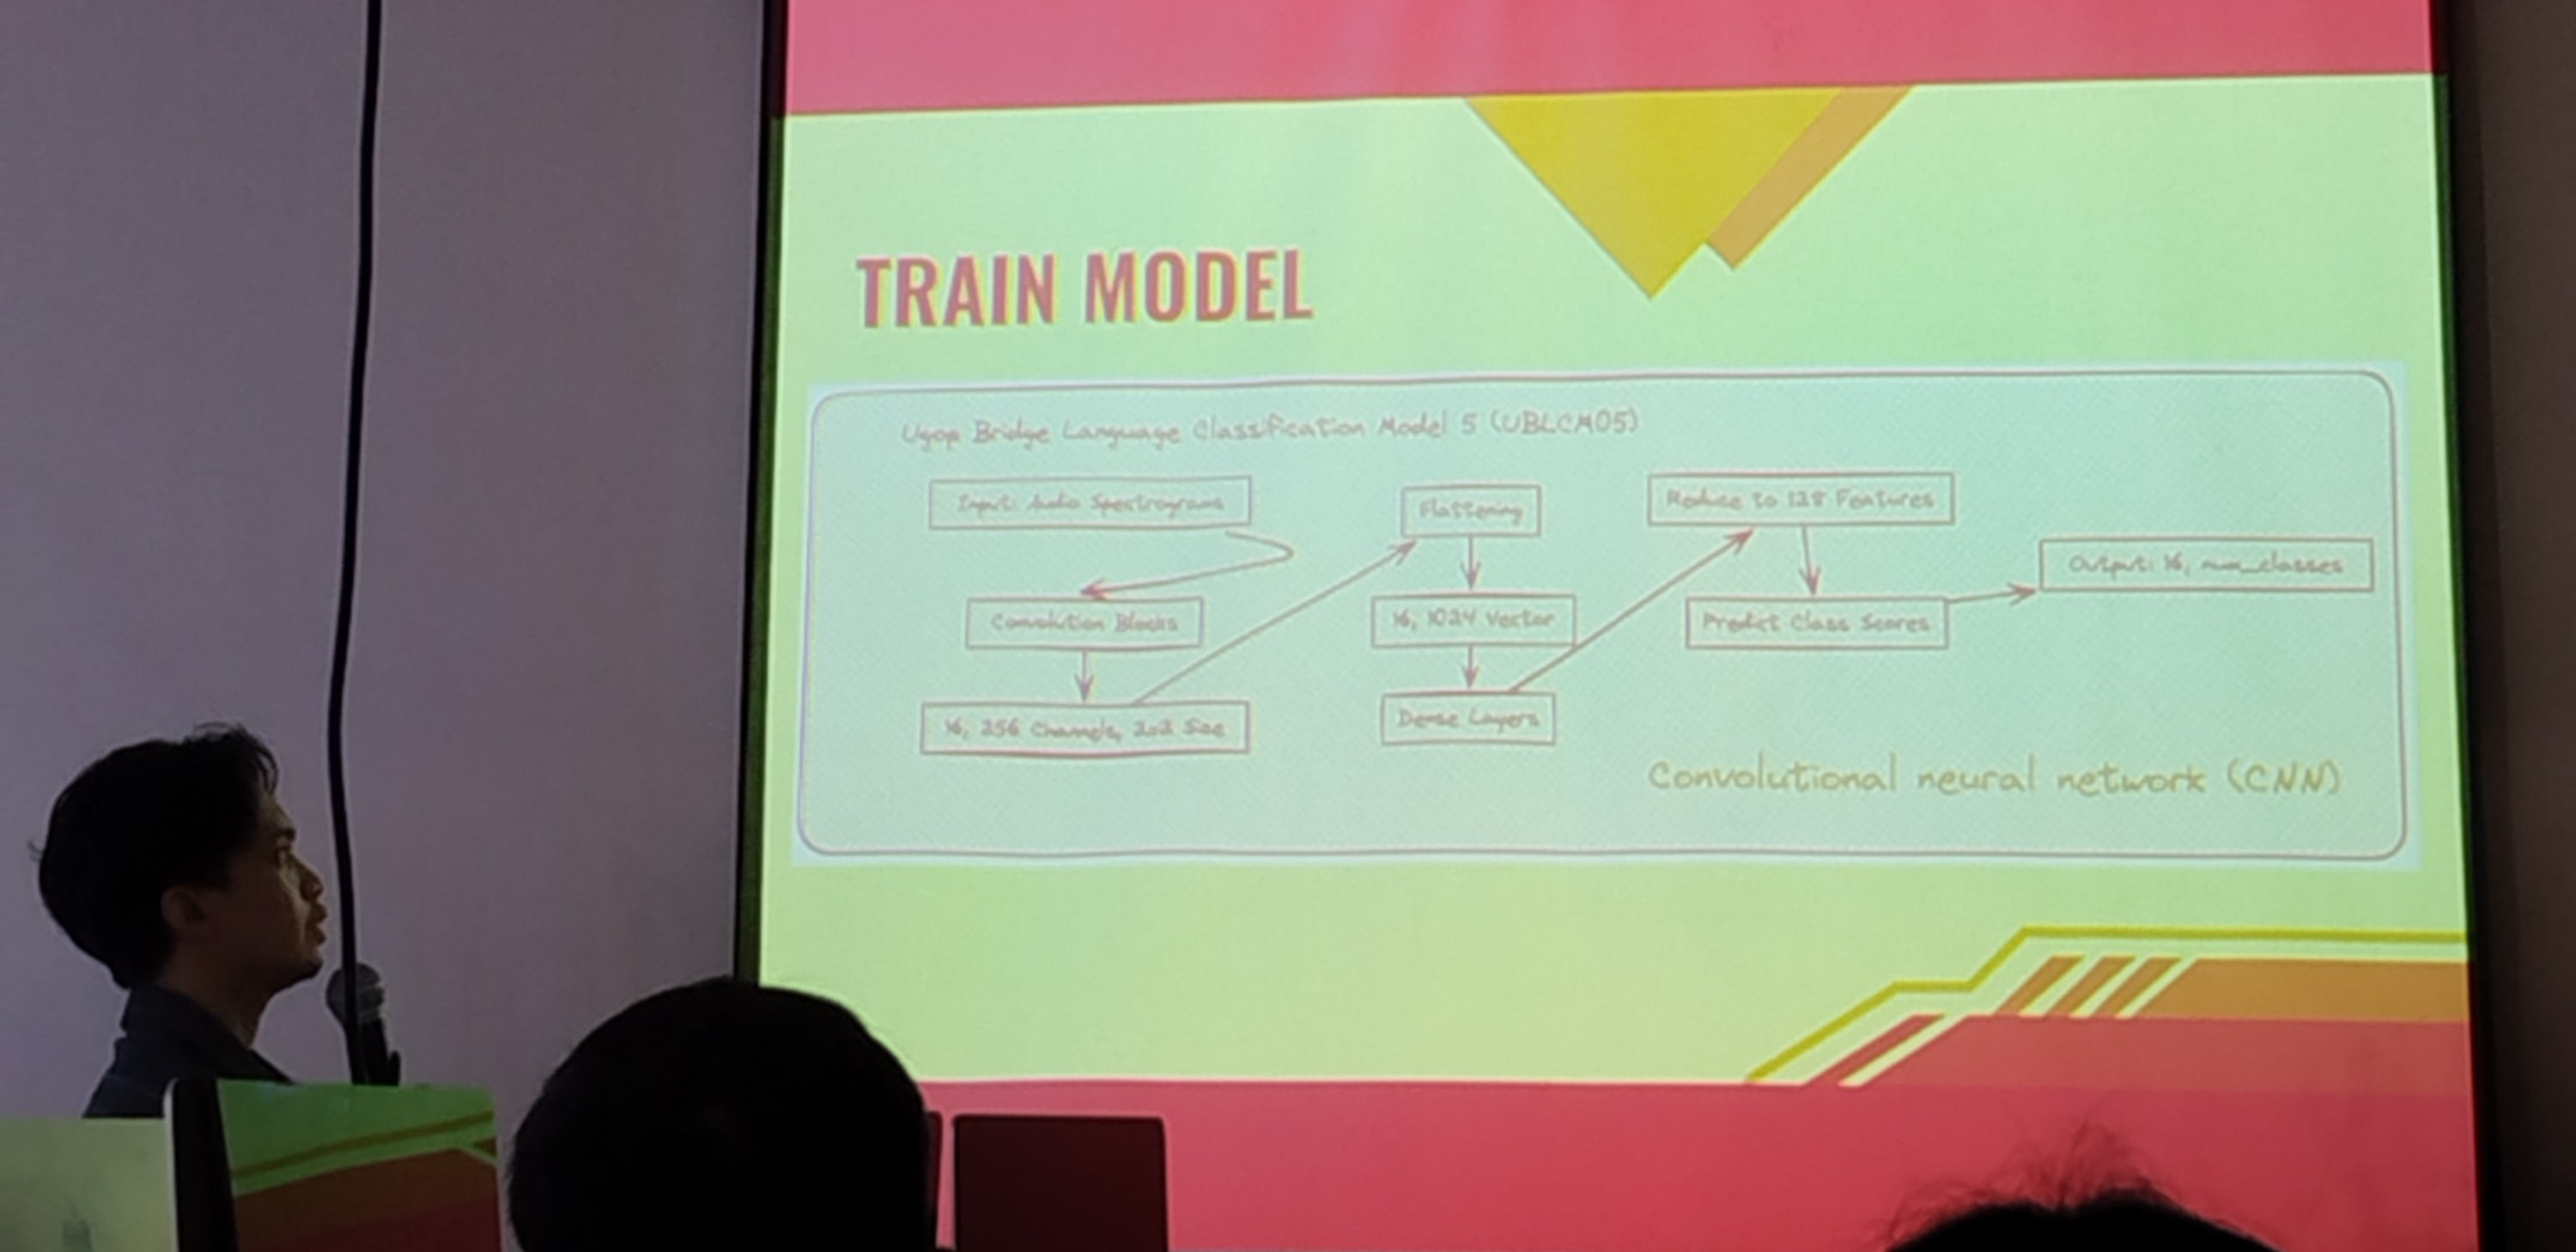 TRAIN MODEL
Ugop Bridge Language Classification Model 5 (UBLCM05)
Input: Audio Spectrograms
Convolution Blocks
16, 256 Channels, 2x2 Size
Flattening
16, 1024 Vector
Dense Layers
Reduce to 128 Features
Predict Class Scores
Output: 16, num_classes
Convolutional neural network (CNN)